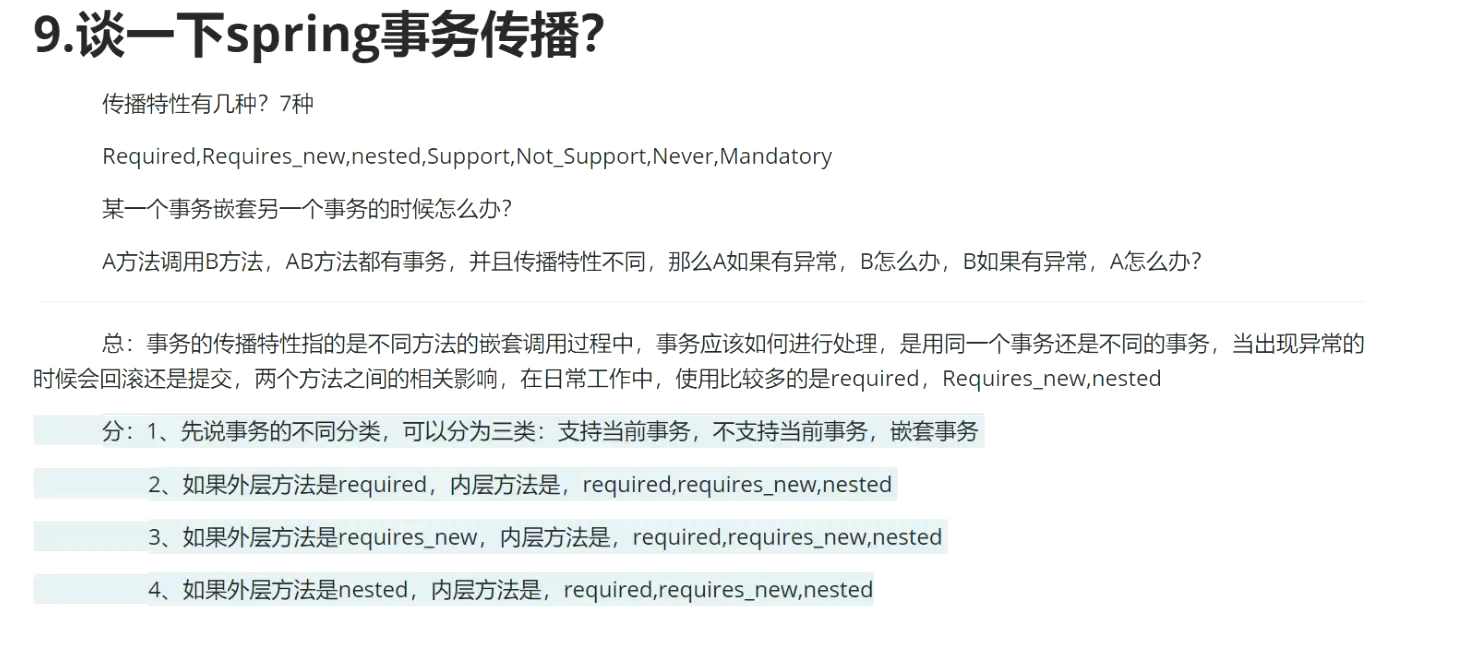 9.谈一下spring事务传播？
传播特性有几种？7种
Required,Requires_new,nested,Support,Not_Support,Never,Mandatory
某一个事务嵌套另一个事务的时候怎么办？
A方法调用B方法，AB方法都有事务，并且传播特性不同，那么A如果有异常，B怎么办，B如果有异常，A怎么办？
总：事务的传播特性指的是不同方法的嵌套调用过程中，事务应该如何进行处理，是用同一个事务还是不同的事务，当出现异常的
时候会回滚还是提交，两个方法之间的相关影响，在日常工作中，使用比较多的是required，Requires_new,nested
分：1、先说事务的不同分类，可以分为三类：支持当前事务，不支持当前事务，嵌套事务
2、如果外层方法是required，内层方法是，required,requires_new,nested
3、如果外层方法是requires_new，内层方法是，required,requires_new,nested
4、如果外层方法是nested，内层方法是，required,requires_new,nested